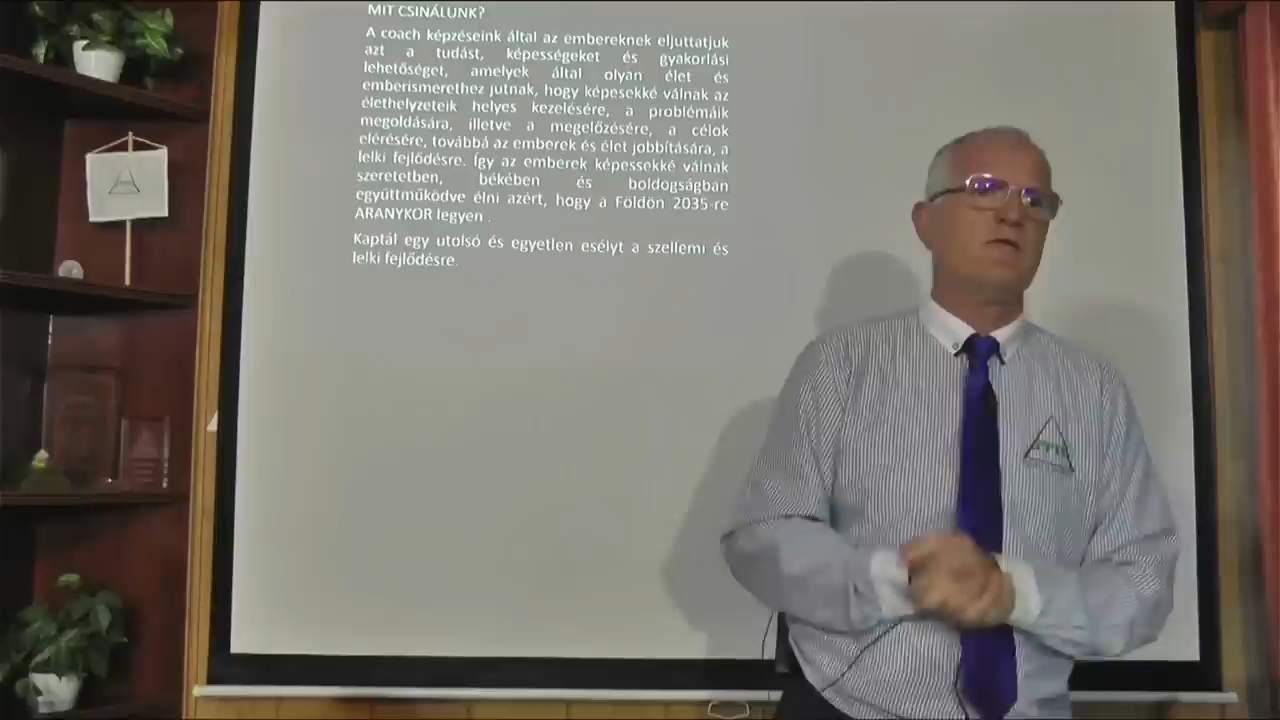 MIT CSINÁLUNK?
A coach képzéseink által az embereknek eljuttatjuk
azt a tudást, képességeket és gyakorlási
lehetőséget, amelyek által olyan élet és
emberismerethez jutnak, hogy képesekké válnak az
élethelyzeteik helyes kezelésére, a problémáik
megoldására, illetve a megelőzésére, a célok
elérésére, továbbá az emberek és élet jobbítására, a
lelki fejlődésre. Így az emberek képessekké válnak
szeretetben, békében és boldogságban
együttműködve élni azért, hogy a Földön 2035-re
ARANYKOR legyen .
Kaptál egy utolsó és egyetlen esélyt a szellemi és
lelki fejlődésre.